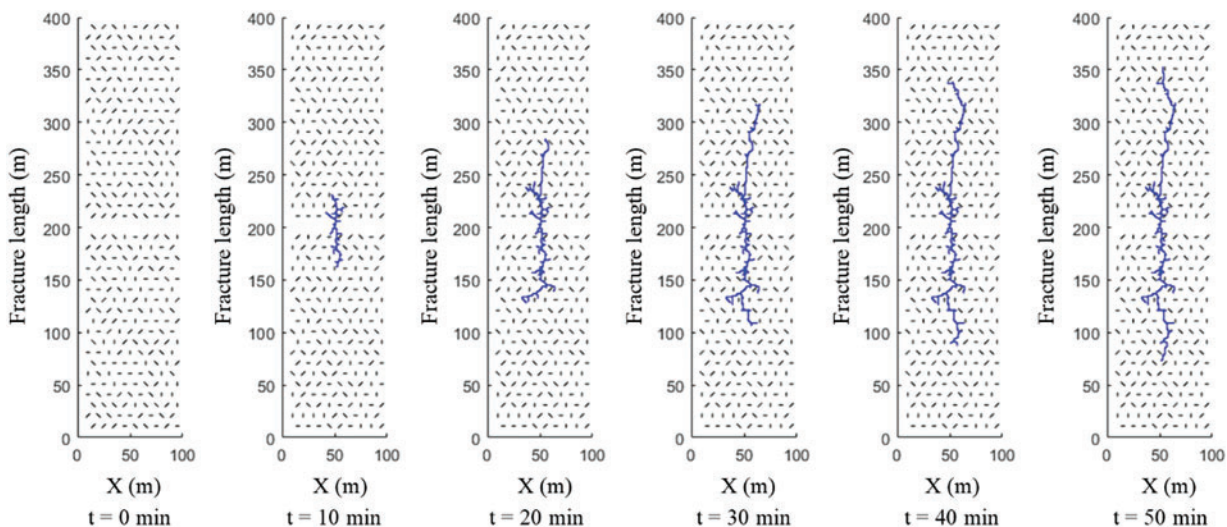 400 400 400 400 400 400
350 350 350 350 350 350
300 300 300 300 300 300
250 250 250 250 250 250
200 200 200 200 200 200
150 150 150 150 150 150
100 100 100 100 100 100
50 50 50 50 50 50
0 0 0 0 0 0
Fracture length (m) Fracture length (m) Fracture length (m) Fracture length (m) Fracture length (m) Fracture length (m)
0 50 100 0 50 100 0 50 100 0 50 100 0 50 100 0 50 100
X (m) X (m) X (m) X (m) X (m) X (m)
t = 0 min t = 10 min t = 20 min t = 30 min t = 40 min t = 50 min